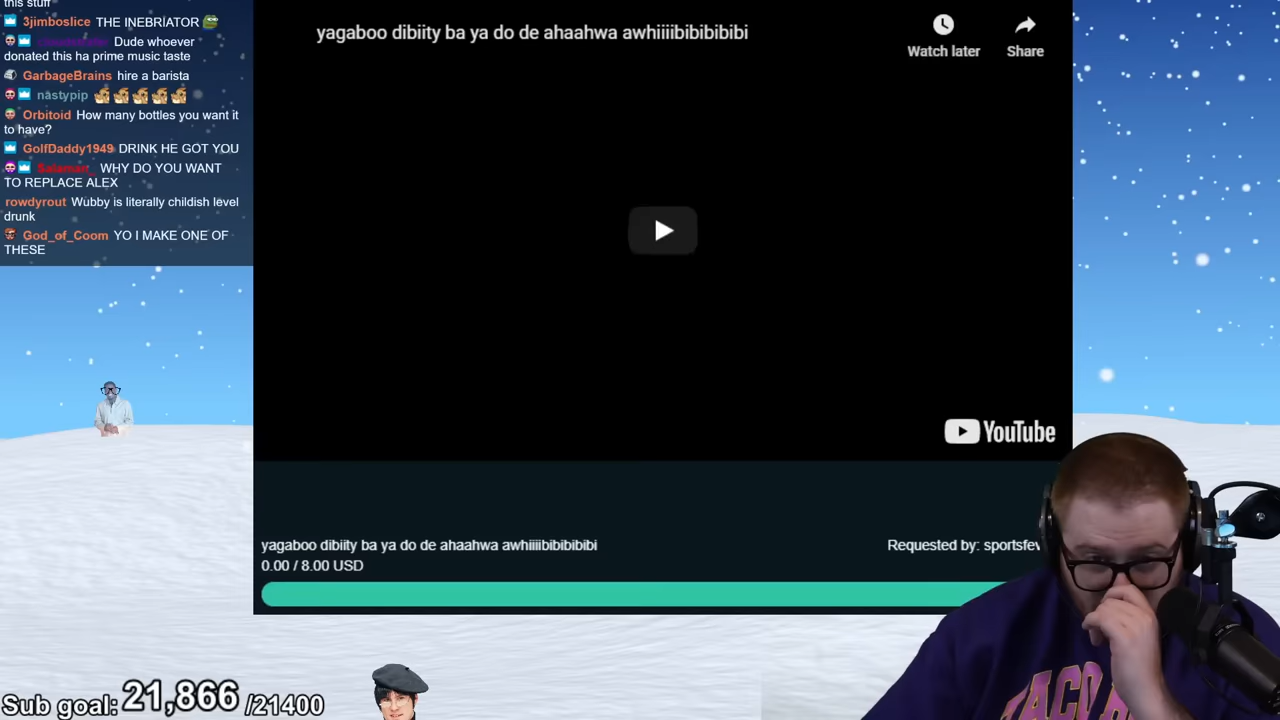 this stuff
3jimboslice THE INEBRIATOR
Dude whoever
donated this ha prime music taste
GarbageBrains hire a barista
nastypip
Orbitoid How many bottles you want it
to have?
GolfDaddy1949 DRINK HE GOT YOU
WHY DO YOU WANT
TO REPLACE ALEX
rowdyrout Wubby is literally childish level
drunk
God_of_Coom YO I MAKE ONE OF
THESE
yagaboo dibiity ba ya do de ahaahwa awhiiiibibibibibi
Watch later
Share
YouTube
yagaboo dibiity ba ya do de ahaahwa awhiiiibibibibibi
Requested by: sportsfev
0.00 / 8.00 USD
Sub goal: 21,866 /21400